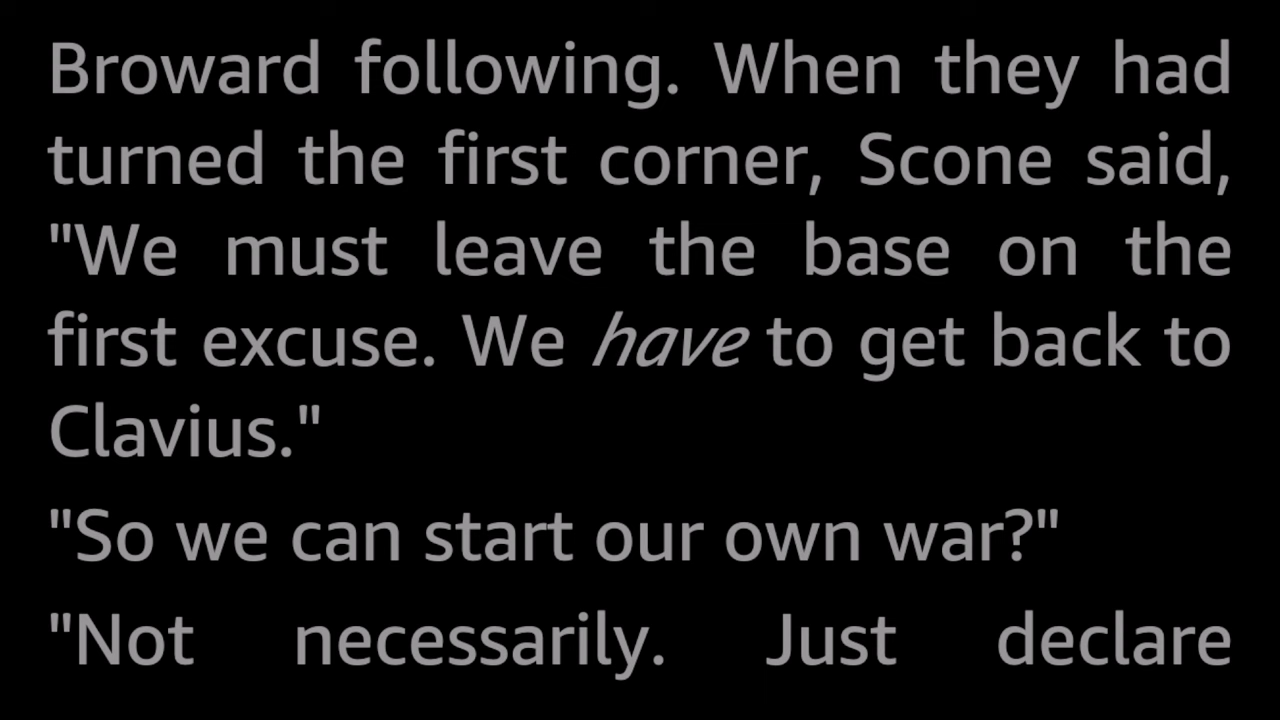 Broward following. When they had
turned the first corner, Scone said,
"We must leave the base on the
first excuse. We have to get back to
Clavius."
"So we can start our own war?"
"Not necessarily. Just declare